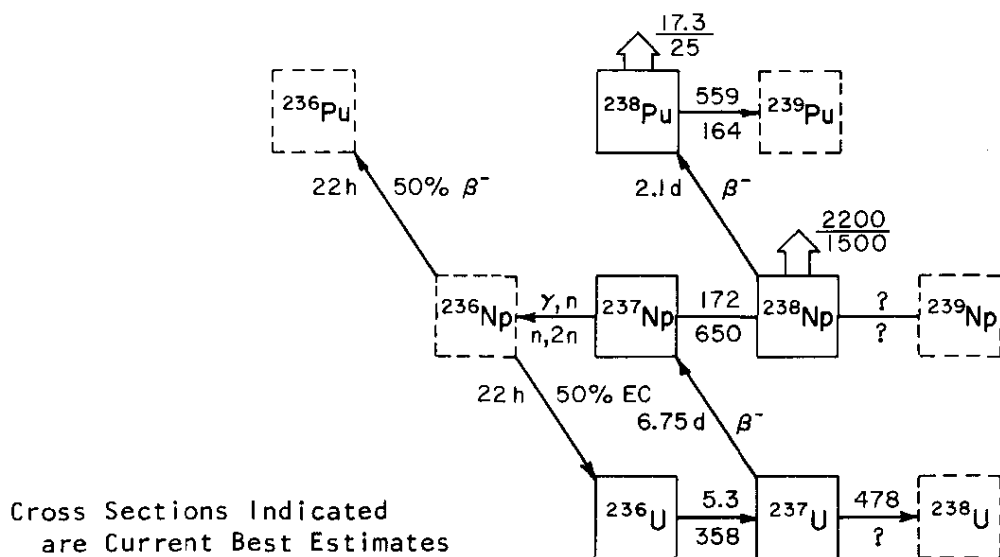 17.3
25
236Pu
238Pu
559
164
239Pu
22h
50% β⁻
2.1d
β⁻
2200
1500
236Np
γ, n
n,2n
237Np
172
650
238Np
?
?
239Np
22h
50% EC
6.75d
β⁻
236U
5.3
358
237U
478
?
238U
Cross Sections Indicated
are Current Best Estimates